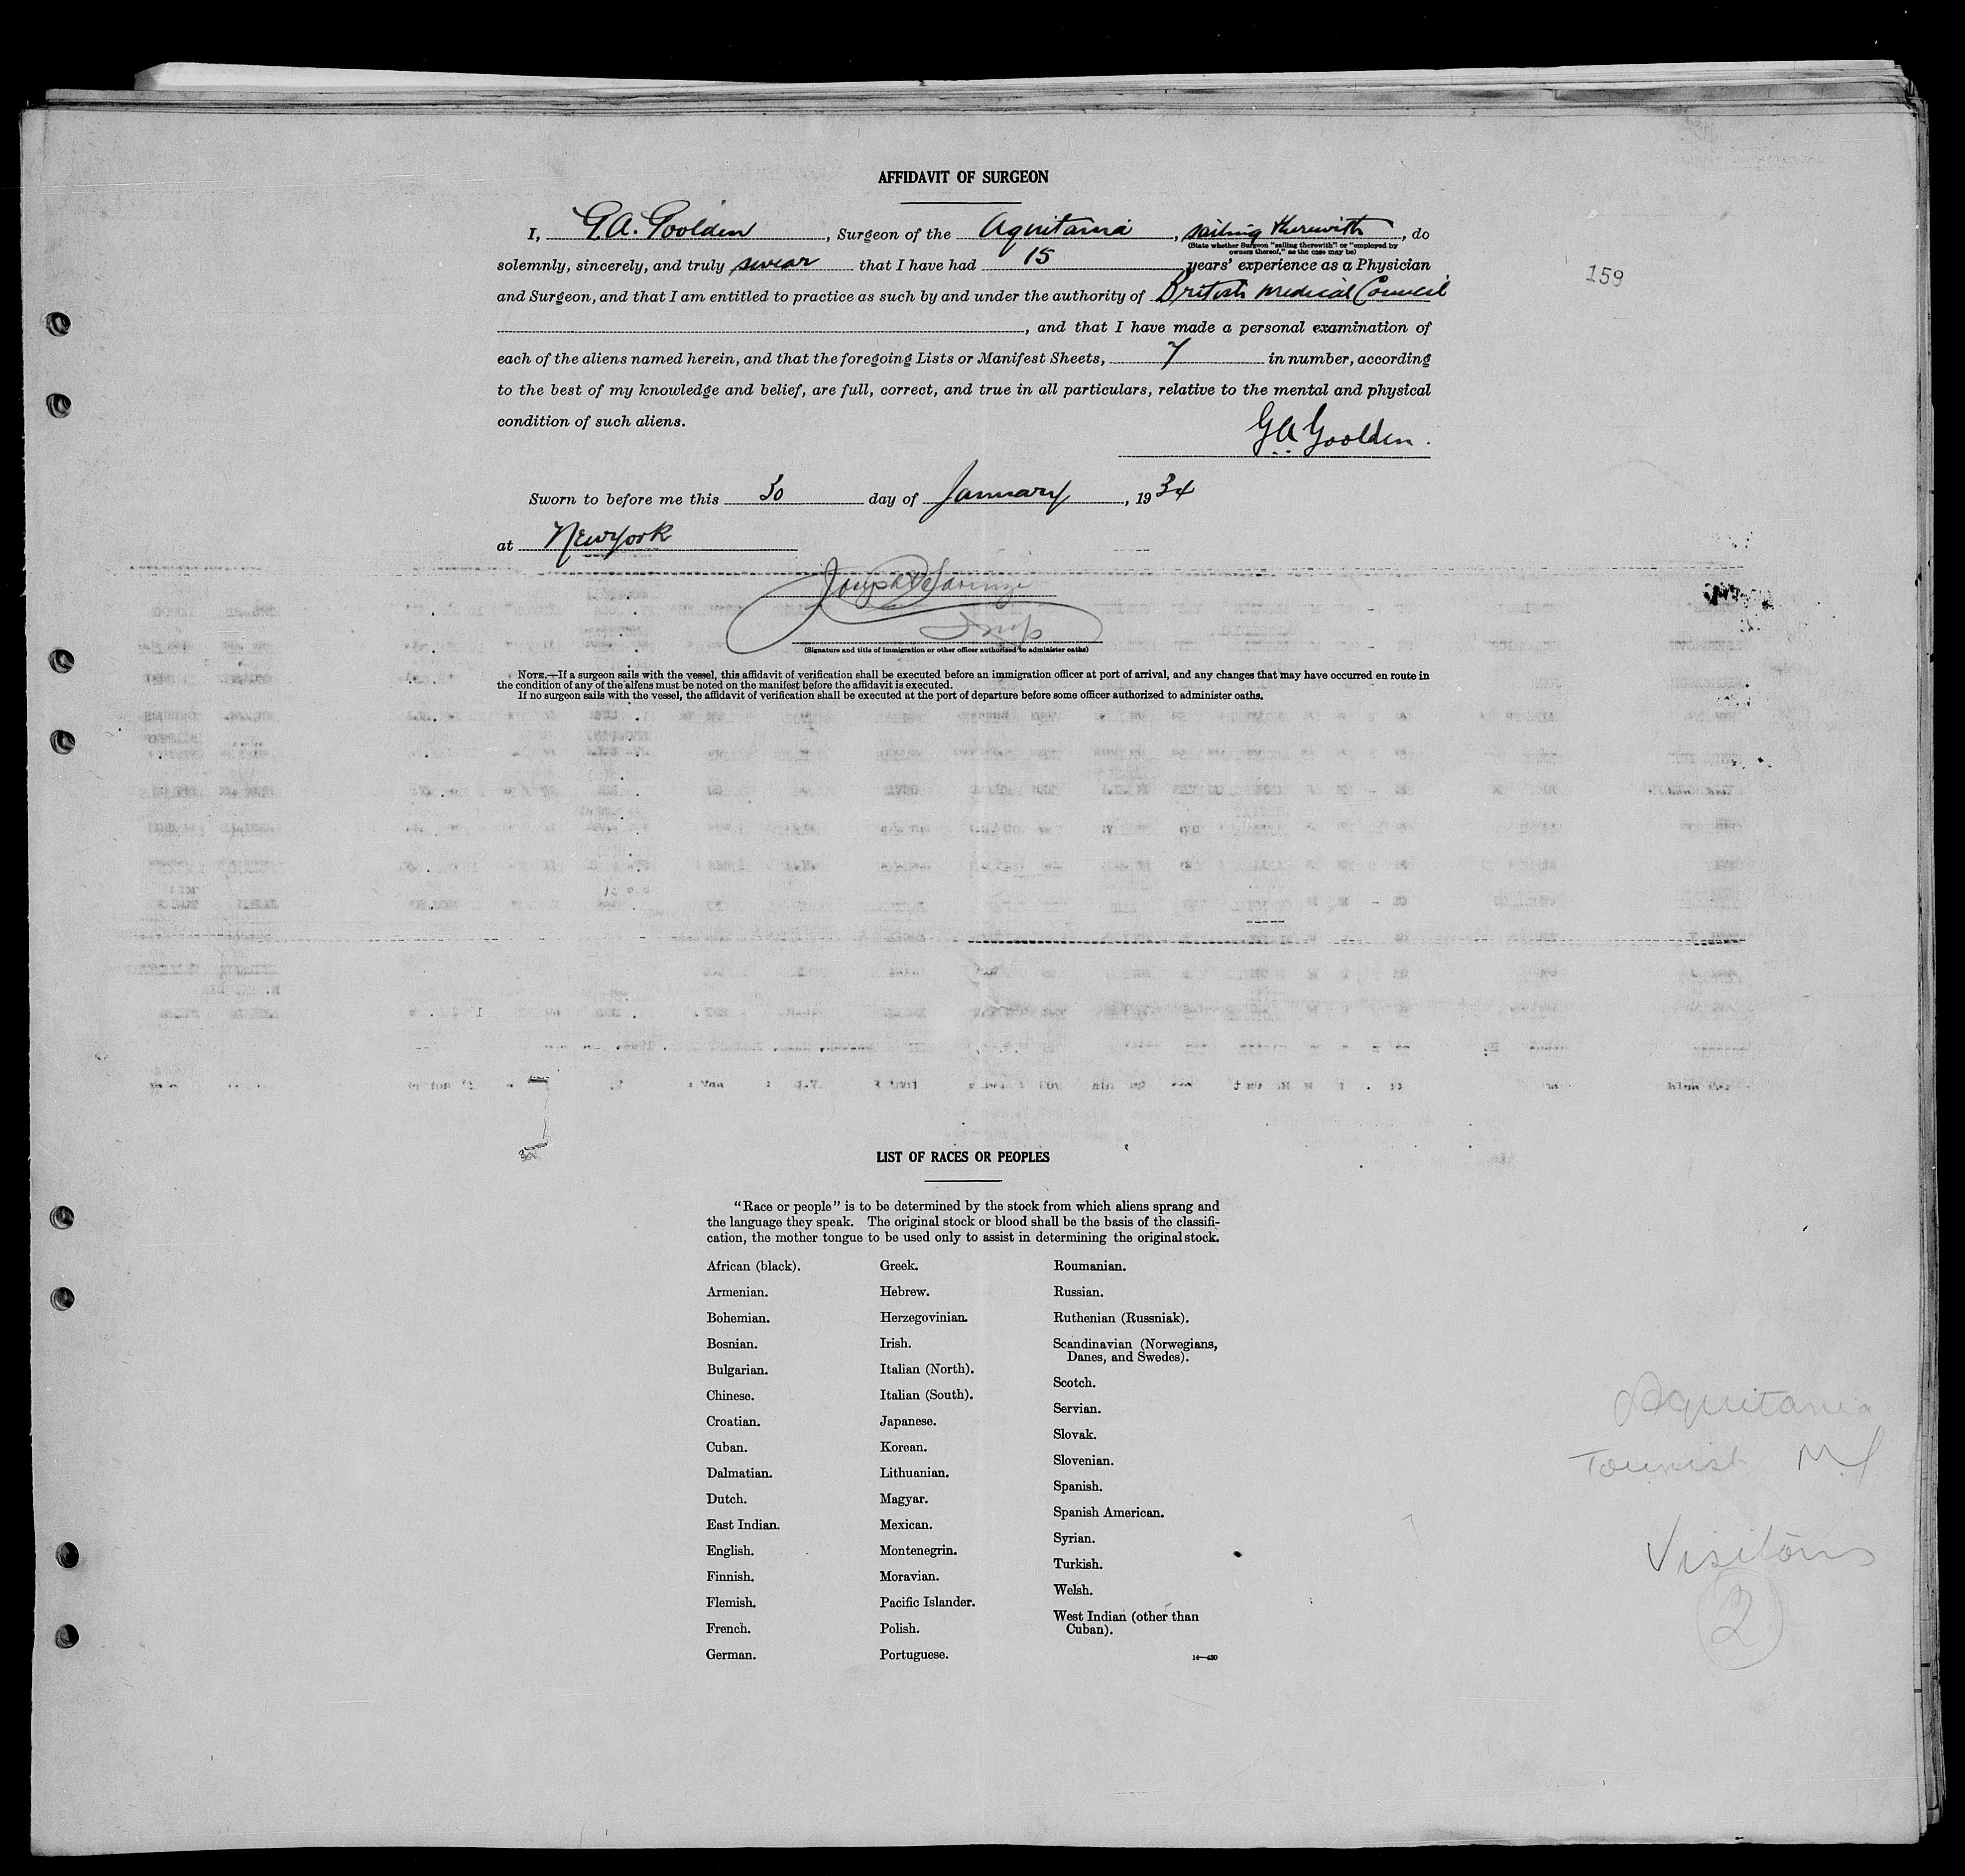 AFFIDAVIT OF SURGEON
I, G.A. Goolden, Surgeon of the Aquitania, sailing therewith, do
(State whether Surgeon "sailing therewith" or "employed by
owners thereof," as the case may be)
solemnly, sincerely, and truly swear that I have had 15 years' experience as a Physician
159
and Surgeon, and that I am entitled to practice as such by and under the authority of British Medical Council
, and that I have made a personal examination of
each of the aliens named herein, and that the foregoing Lists or Manifest Sheets, 7 in number, according
to the best of my knowledge and belief, are full, correct, and true in all particulars, relative to the mental and physical
condition of such aliens.
GA Goolden.
Sworn to before me this 30 day of January, 1934
at New York
Joseph
Insp
(Signature and title of immigration or other officer authorized to administer oaths)
NOTE.—If a surgeon sails with the vessel, this affidavit of verification shall be executed before an immigration officer at port of arrival, and any changes that may have occurred en route in
the condition of any of the aliens must be noted on the manifest before the affidavit is executed.
If no surgeon sails with the vessel, the affidavit of verification shall be executed at the port of departure before some officer authorized to administer oaths.
LIST OF RACES OR PEOPLES
"Race or people" is to be determined by the stock from which aliens sprang and
the language they speak. The original stock or blood shall be the basis of the classifi-
cation, the mother tongue to be used only to assist in determining the original stock.
African (black).
Armenian.
Bohemian.
Bosnian.
Bulgarian.
Chinese.
Croatian.
Cuban.
Dalmatian.
Dutch.
East Indian.
English.
Finnish.
Flemish.
French.
German.
Greek.
Hebrew.
Herzegovinian.
Irish.
Italian (North).
Italian (South).
Japanese.
Korean.
Lithuanian.
Magyar.
Mexican.
Montenegrin.
Moravian.
Pacific Islander.
Polish.
Portuguese.
Roumanian.
Russian.
Ruthenian (Russniak).
Scandinavian (Norwegians,
Danes, and Swedes).
Scotch.
Servian.
Slovak.
Slovenian.
Spanish.
Spanish American.
Syrian.
Turkish.
Welsh.
West Indian (other than
Cuban).
14—430
Aquitania
Tourist
Visitors
2